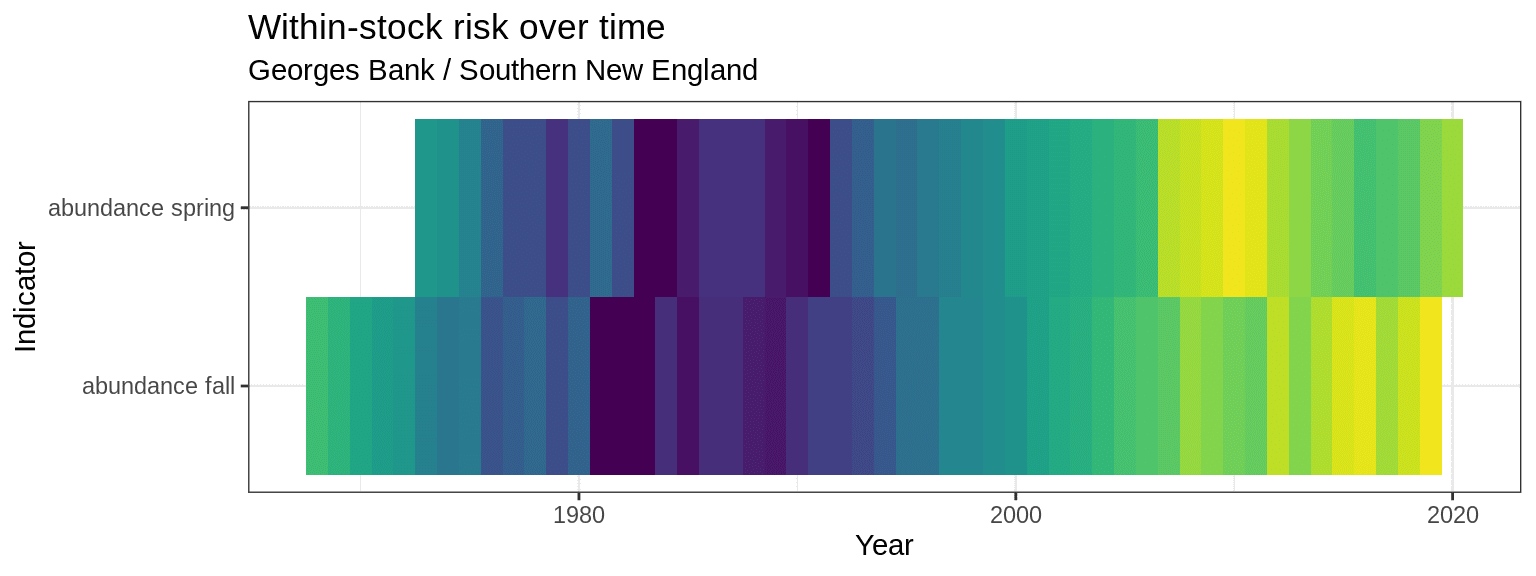 Within-stock risk over time
Georges Bank / Southern New England
abundance spring
abundance fall
Indicator
1980
2000
2020
Year